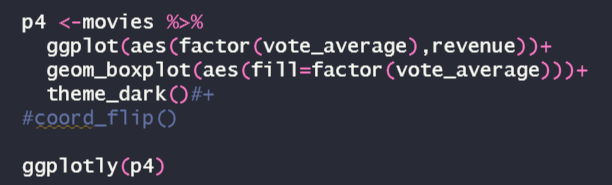 p4 <-movies %>%
  ggplot(aes(factor(vote_average),revenue))+
  geom_boxplot(aes(fill=factor(vote_average)))+
  theme_dark()#+
#coord_flip()

ggplotly(p4)